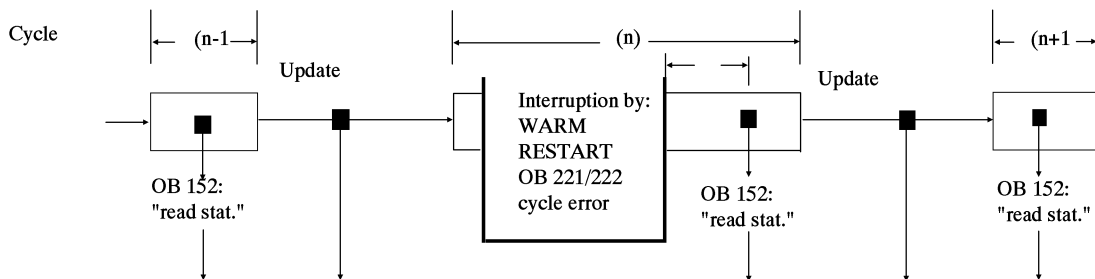 Cycle
(n-1
(n)
(n+1
Update
Update
Interruption by:
WARM
RESTART
OB 221/222
cycle error
OB 152:
"read stat."
OB 152:
"read stat."
OB 152:
"read stat."